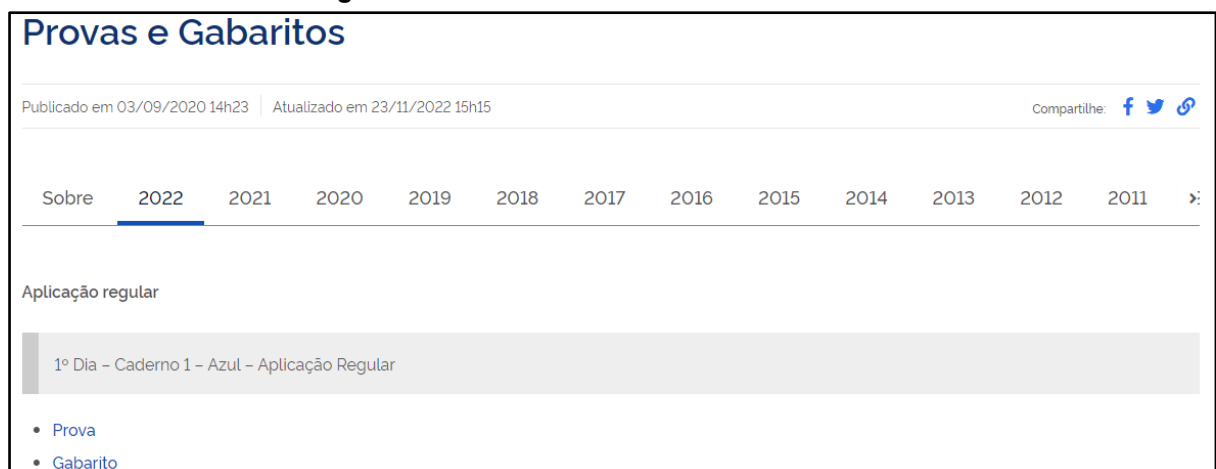 Provas e Gabaritos
Publicado em 03/09/2020 14h23 Atualizado em 23/11/2022 15h15 Compartilhe:
Sobre 2022 2021 2020 2019 2018 2017 2016 2015 2014 2013 2012 2011
Aplicação regular
1º Dia – Caderno 1 – Azul – Aplicação Regular
• Prova
• Gabarito